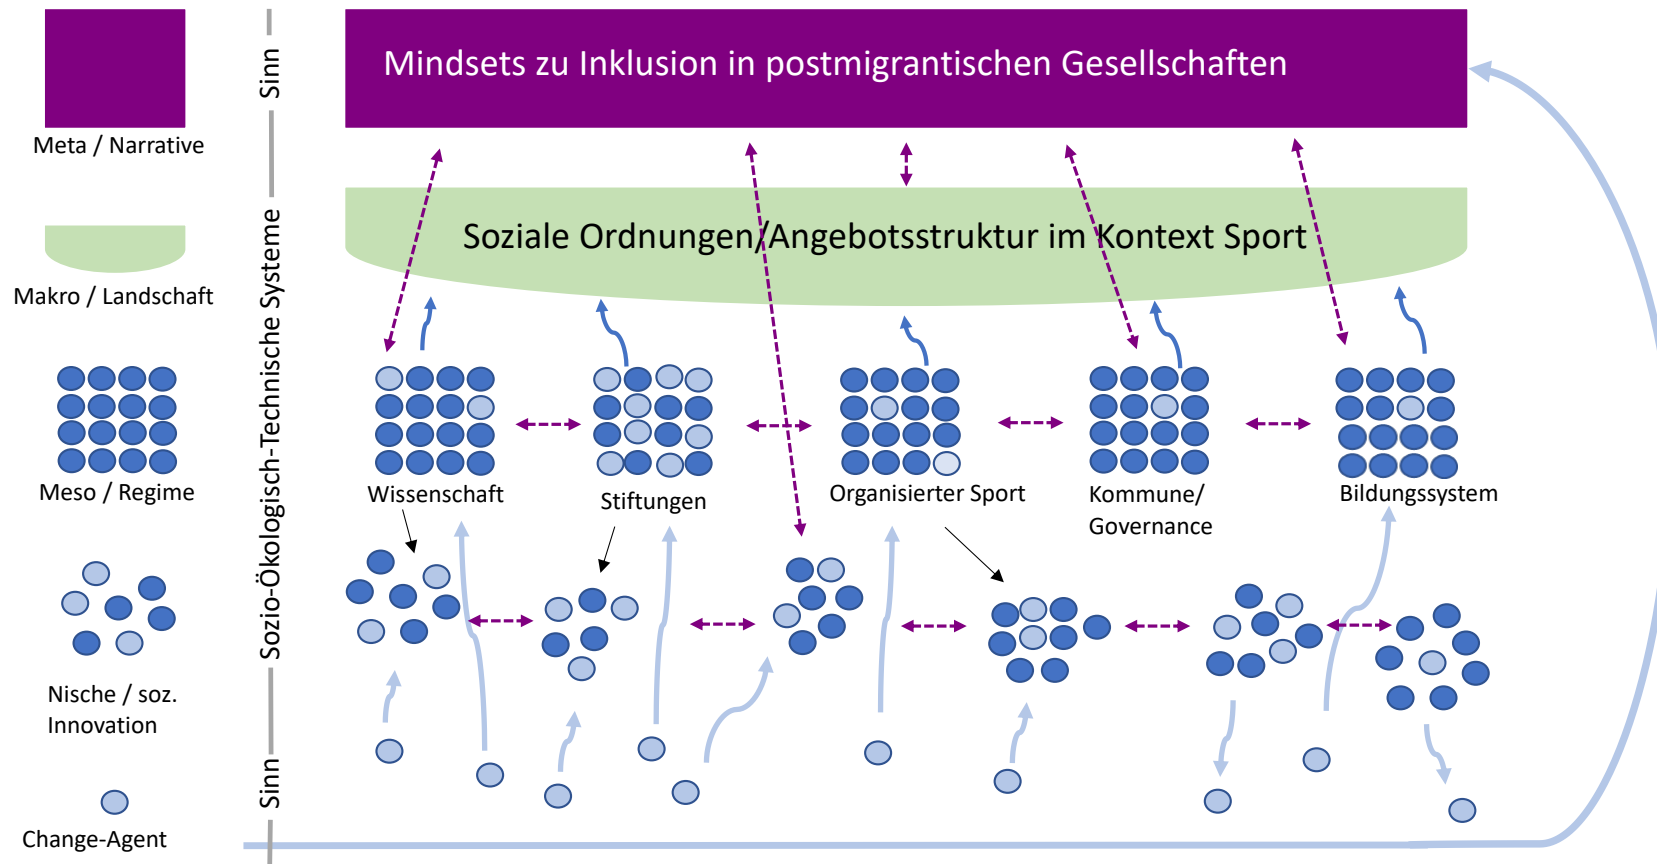 Mindsets zu Inklusion in postmigrantischen Gesellschaften
Meta / Narrative
Soziale Ordnungen/Angebotsstruktur im Kontext Sport
Makro / Landschaft
Meso / Regime
Wissenschaft
Stiftungen
Organisierter Sport
Kommune/
Governance
Bildungssystem
Nische / soz.
Innovation
Change-Agent
Sinn
Sozio-Ökologisch-Technische Systeme
Sinn